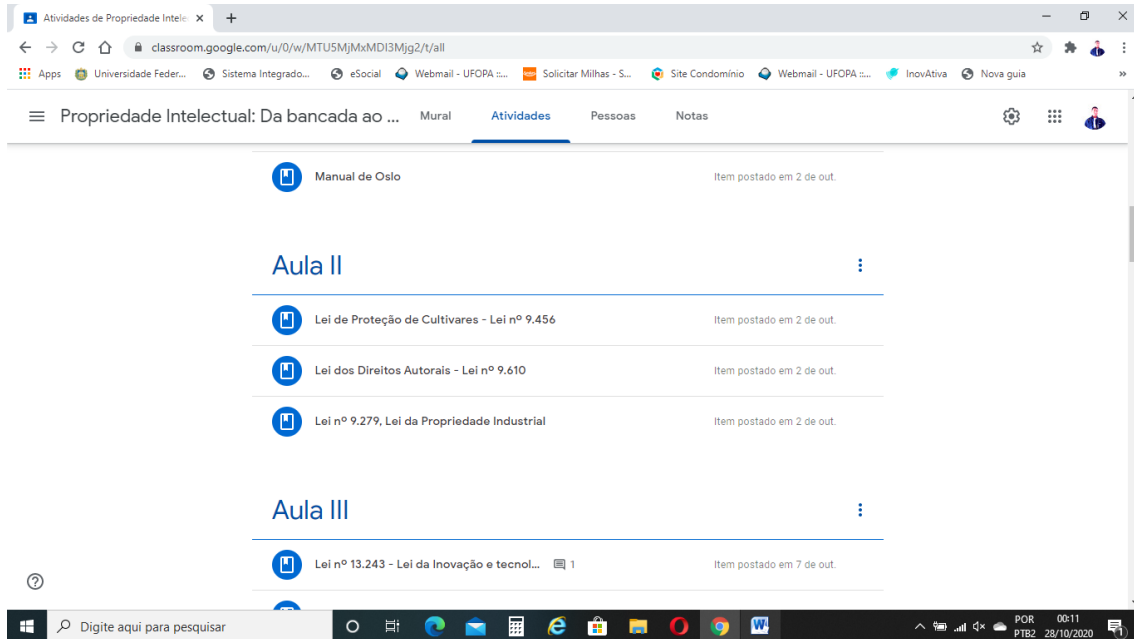 Atividades de Propriedade Intele
classroom.google.com/u/0/w/MTU5MjMxMDI3Mjg2/t/all
Apps Universidade Feder... Sistema Integrado... eSocial Webmail - UFOPA ::... Solicitar Milhas - S... Site Condomínio Webmail - UFOPA ::... InovAtiva Nova guia »
Propriedade Intelectual: Da bancada ao ... Mural Atividades Pessoas Notas
Manual de Oslo Item postado em 2 de out.
Aula II
Lei de Proteção de Cultivares - Lei nº 9.456 Item postado em 2 de out.
Lei dos Direitos Autorais - Lei nº 9.610 Item postado em 2 de out.
Lei nº 9.279, Lei da Propriedade Industrial Item postado em 2 de out.
Aula III
Lei nº 13.243 - Lei da Inovação e tecnol... 1 Item postado em 7 de out.
Digite aqui para pesquisar
POR 00:11
PTB2 28/10/2020